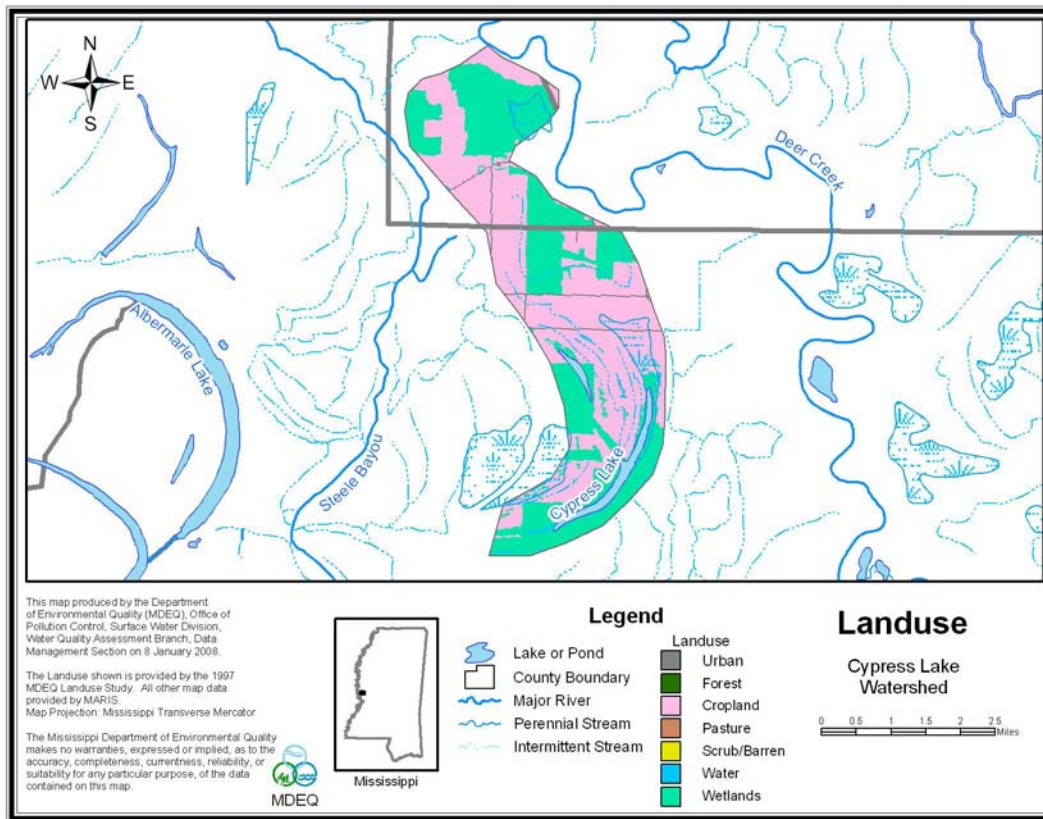 N
W E
S
Deer Creek
Albermarle Lake
Steele Bayou
Cypress Lake
This map produced by the Department
of Environmental Quality (MDEQ), Office of
Pollution Control, Surface Water Division,
Water Quality Assessment Branch, Data
Management Section on 8 January 2008.
The Landuse shown is provided by the 1997
MDEQ Landuse Study. All other map data
provided by MARIS.
Map Projection: Mississippi Transverse Mercator
The Mississippi Department of Environmental Quality
makes no warranties, expressed or implied, as to the
accuracy, completeness, currentness, reliability, or
suitability for any particular purpose, of the data
contained on this map.
MDEQ
Mississippi
Legend
Lake or Pond
County Boundary
Major River
Perennial Stream
Intermittent Stream
Landuse
Urban
Forest
Cropland
Pasture
Scrub/Barren
Water
Wetlands
Landuse
Cypress Lake
Watershed
0 0.5 1 1.5 2 2.5
Miles